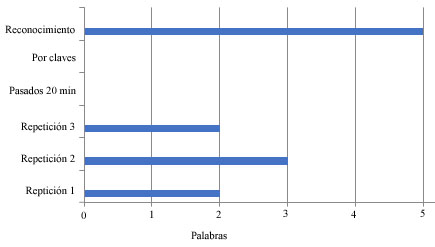 Reconocimiento
Por claves
Pasados 20 min
Repetición 3
Repetición 2
Reptición 1
0 1 2 3 4 5
Palabras